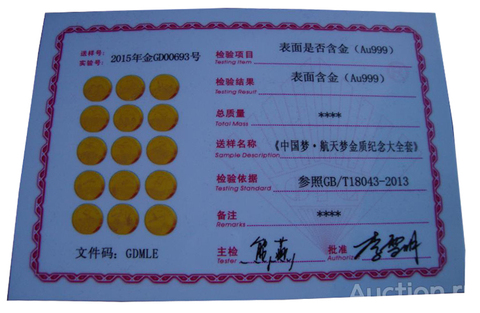 送样号:
实验号: 2015年金GD00693号
检验项目 表面是否含金（Au999）
Testing Item
检验结果 表面含金（Au999）
Testing Result
总质量 ****
Total Mass
送样名称 《中国梦·航天梦金质纪念大全套》
Sample Description
检验依据 参照GB/T18043-2013
Testing Standard
备注 ****
Remarks
文件码: GDMLE
主检 批准
Inspector Authorize
Auction.r